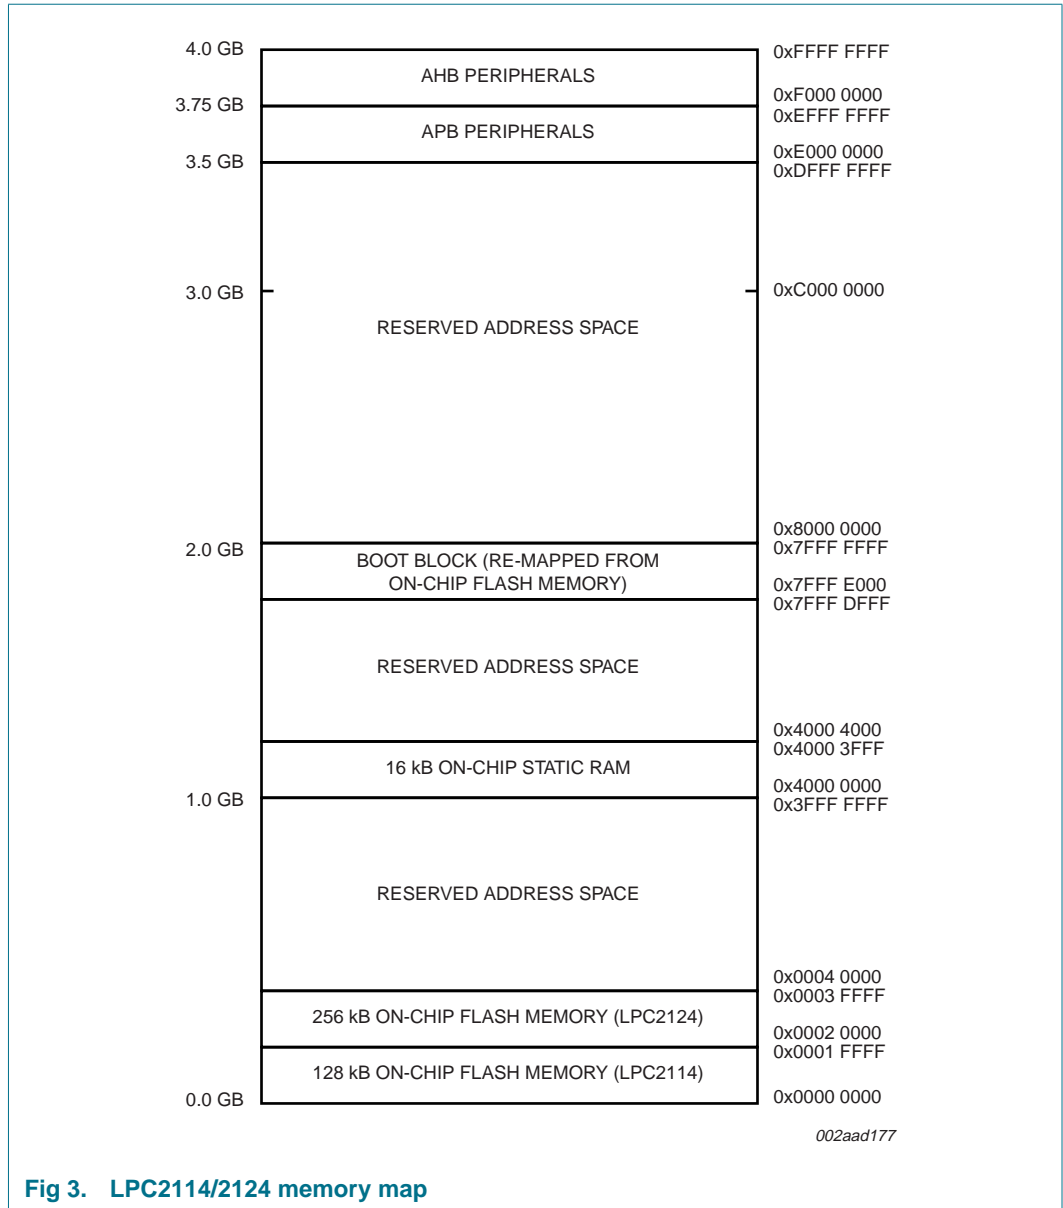 4.0 GB
0xFFFF FFFF
AHB PERIPHERALS
3.75 GB
0xF000 0000
0xEFFF FFFF
APB PERIPHERALS
3.5 GB
0xE000 0000
0xDFFF FFFF
3.0 GB
0xC000 0000
RESERVED ADDRESS SPACE
2.0 GB
0x8000 0000
0x7FFF FFFF
BOOT BLOCK (RE-MAPPED FROM
ON-CHIP FLASH MEMORY)
0x7FFF E000
0x7FFF DFFF
RESERVED ADDRESS SPACE
0x4000 4000
0x4000 3FFF
16 kB ON-CHIP STATIC RAM
1.0 GB
0x4000 0000
0x3FFF FFFF
RESERVED ADDRESS SPACE
0x0004 0000
0x0003 FFFF
256 kB ON-CHIP FLASH MEMORY (LPC2124)
0x0002 0000
0x0001 FFFF
128 kB ON-CHIP FLASH MEMORY (LPC2114)
0.0 GB
0x0000 0000
002aad177
Fig 3. LPC2114/2124 memory map